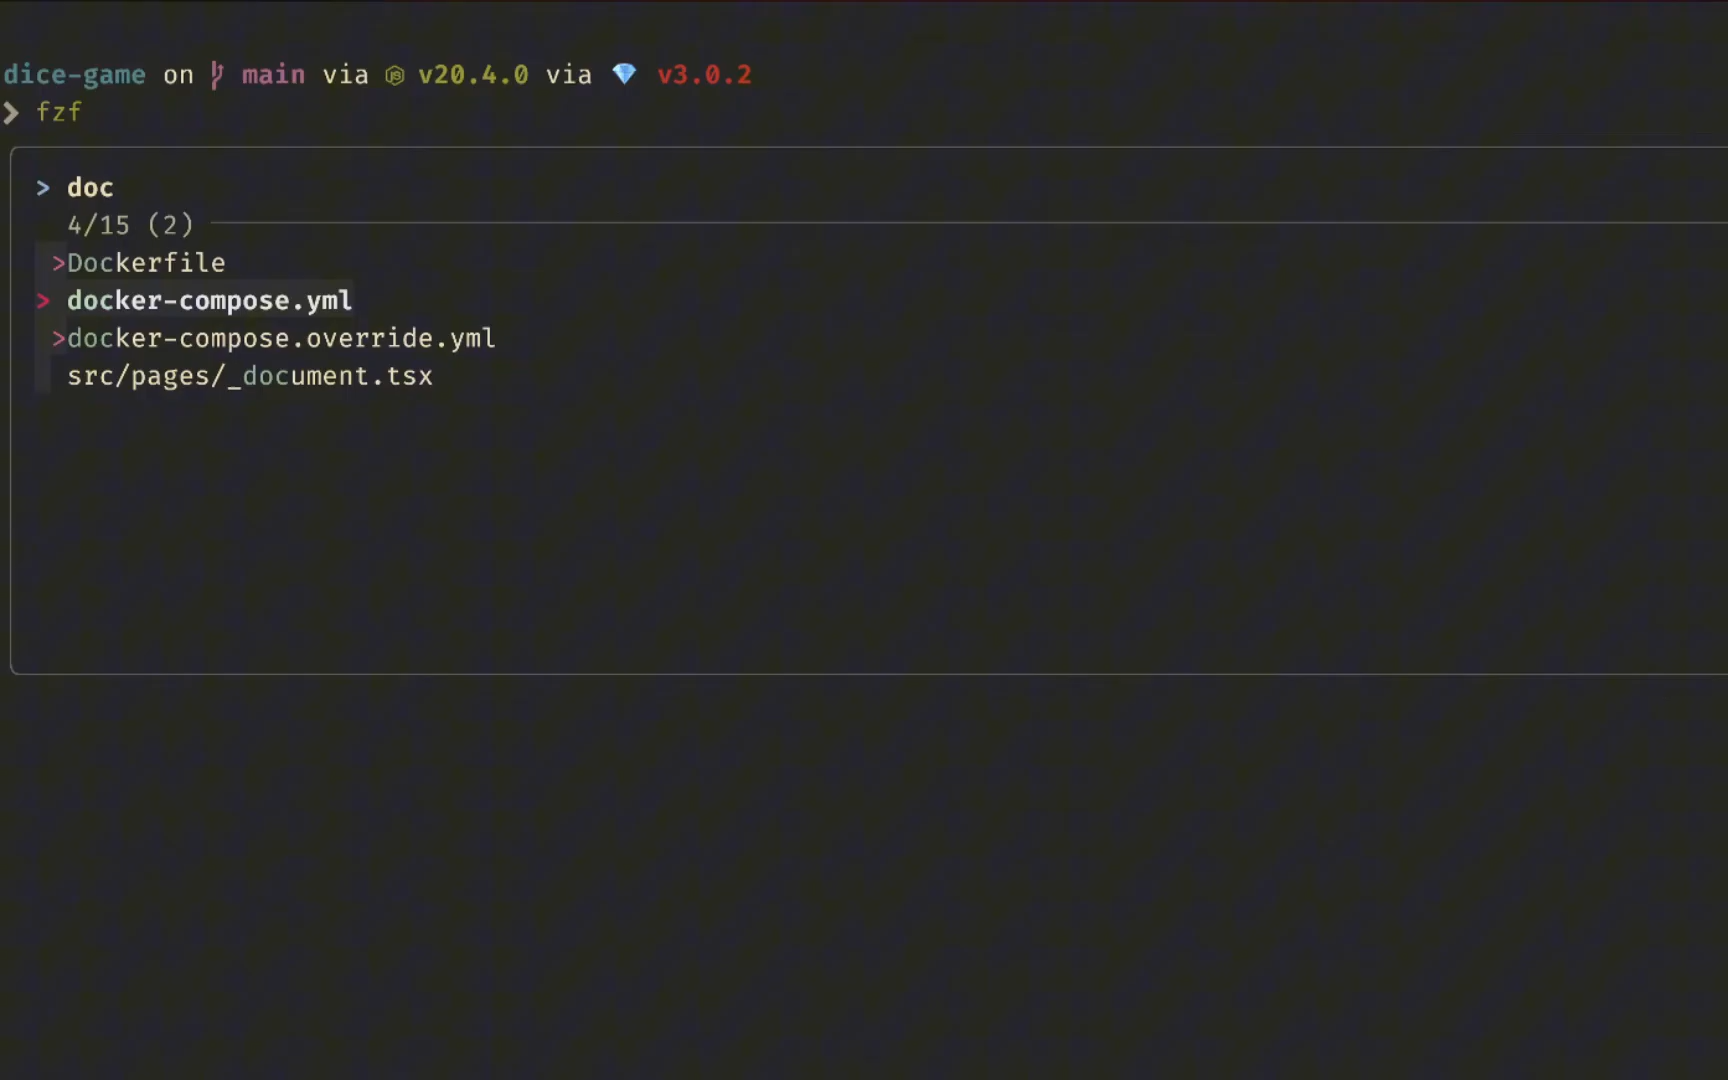 dice-game on main via v20.4.0 via v3.0.2
❯ fzf
> doc
4/15 (2)
>Dockerfile
> docker-compose.yml
>docker-compose.override.yml
src/pages/_document.tsx